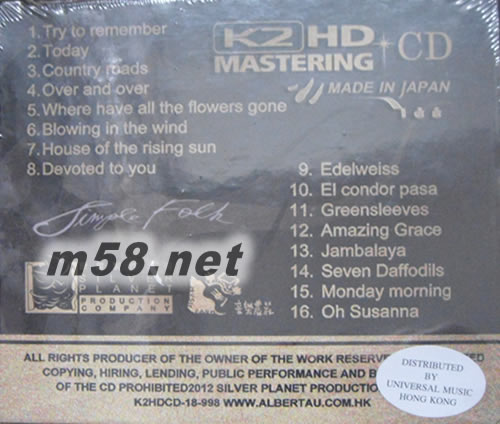 1. Try to remember
2. Today
3. Country roads
4. Over and over
5. Where have all the flowers gone
6. Blowing in the wind
7. House of the rising sun
8. Devoted to you
K2 HD CD
MASTERING
MADE IN JAPAN
9. Edelweiss
10. El condor pasa
11. Greensleeves
12. Amazing Grace
13. Jambalaya
14. Seven Daffodils
15. Monday morning
16. Oh Susanna
Simple Folk
m58.net
PLANET
PRODUCTION
COMPANY
ALL RIGHTS PRODUCER OF THE OWNER OF THE WORK RESERVE
COPYING, HIRING, LENDING, PUBLIC PERFORMANCE AND B
OF THE CD PROHIBITED2012 SILVER PLANET PRODUCTION
K2HDCD-18-998 WWW.ALBERTAU.COM.HK
DISTRIBUTED
BY
UNIVERSAL MUSIC
HONG KONG